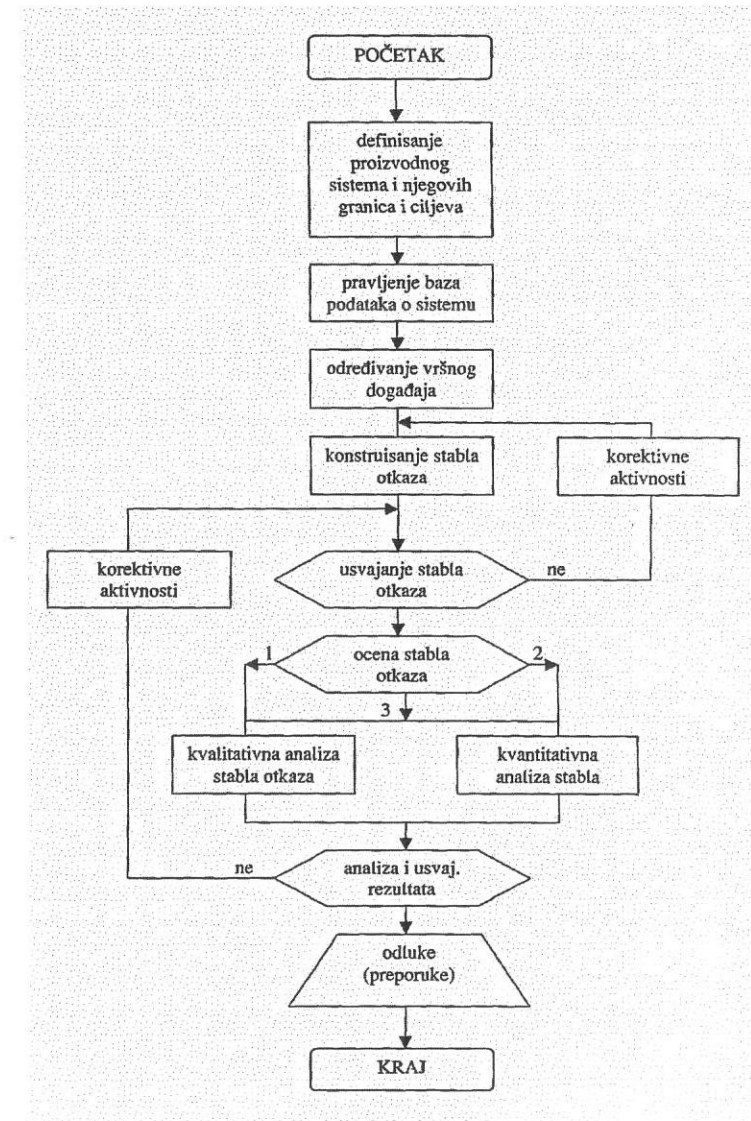 POČETAK
definisanje
proizvodnog
sistema i njegovih
granica i ciljeva
pravljenje baza
podataka o sistemu
određivanje vršnog
događaja
konstruisanje stabla
otkaza
korektivne
aktivnosti
korektivne
aktivnosti
usvajanje stabla
otkaza
ne
1
ocena stabla
otkaza
2
3
kvalitativna analiza
stabla otkaza
kvantitativna
analiza stabla
ne
analiza i usvaj.
rezultata
odluke
(preporuke)
KRAJ